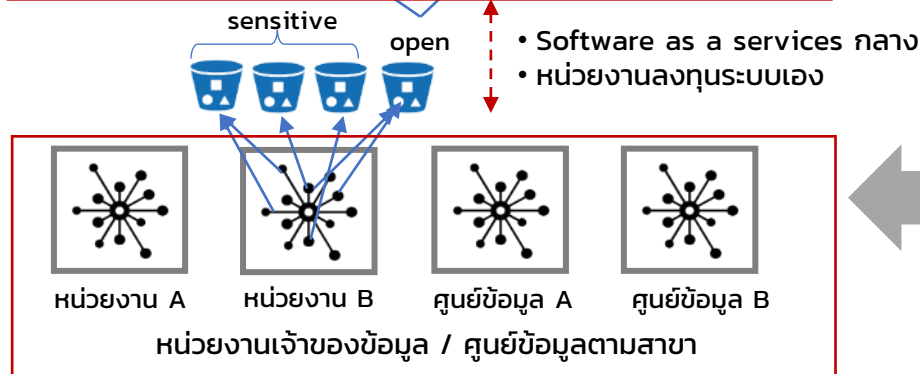 sensitive
open
• Software as a services กลาง
• หน่วยงานลงทุนระบบเอง
หน่วยงาน A
หน่วยงาน B
ศูนย์ข้อมูล A
ศูนย์ข้อมูล B
หน่วยงานเจ้าของข้อมูล / ศูนย์ข้อมูลตามสาขา